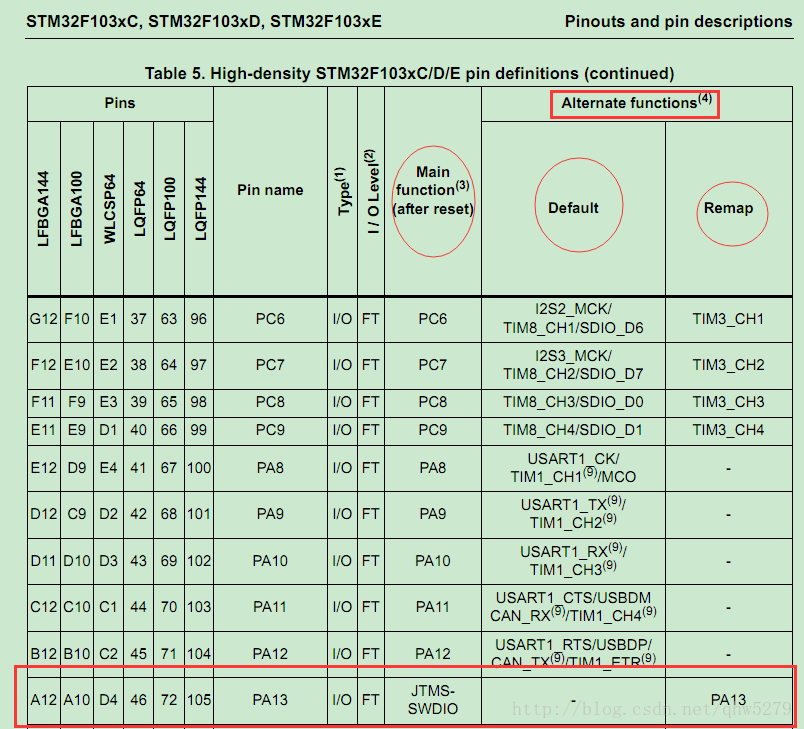 STM32F103xC, STM32F103xD, STM32F103xE Pinouts and pin descriptions
Table 5. High-density STM32F103xC/D/E pin definitions (continued)
Pins Alternate functions(4)
LFBGA144 LFBGA100 WLCSP64 LQFP64 LQFP100 LQFP144 Pin name Type(1) I / O Level(2) Main function(3) (after reset) Default Remap
G12 F10 E1 37 63 96 PC6 I/O FT PC6 I2S2_MCK/ TIM8_CH1/SDIO_D6 TIM3_CH1
F12 E10 E2 38 64 97 PC7 I/O FT PC7 I2S3_MCK/ TIM8_CH2/SDIO_D7 TIM3_CH2
F11 F9 E3 39 65 98 PC8 I/O FT PC8 TIM8_CH3/SDIO_D0 TIM3_CH3
E11 E9 D1 40 66 99 PC9 I/O FT PC9 TIM8_CH4/SDIO_D1 TIM3_CH4
E12 D9 E4 41 67 100 PA8 I/O FT PA8 USART1_CK/ TIM1_CH1(9)/MCO -
D12 C9 D2 42 68 101 PA9 I/O FT PA9 USART1_TX(9)/ TIM1_CH2(9) -
D11 D10 D3 43 69 102 PA10 I/O FT PA10 USART1_RX(9)/ TIM1_CH3(9) -
C12 C10 C1 44 70 103 PA11 I/O FT PA11 USART1_CTS/USBDM CAN_RX(9)/TIM1_CH4(9) -
B12 B10 C2 45 71 104 PA12 I/O FT PA12 USART1_RTS/USBDP/ CAN_TX(9)/TIM1_ETR(9) -
A12 A10 D4 46 72 105 PA13 I/O FT JTMS-SWDIO - PA13
http://blog.csdn.net/qhw5279